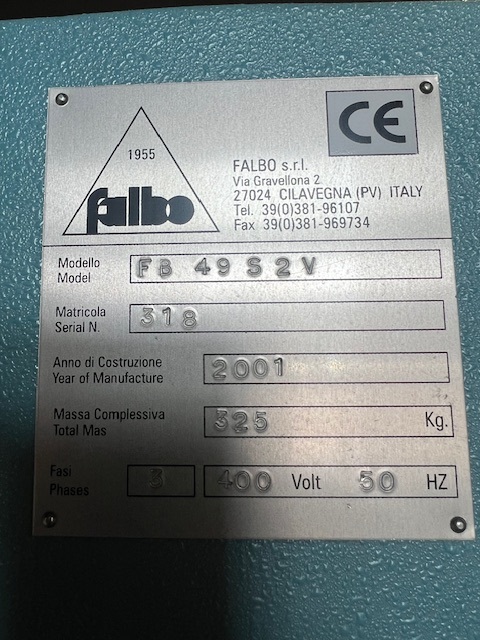 1955
falbo
CE
FALBO s.r.l.
Via Gravellona 2
27024 CILAVEGNA (PV) ITALY
Tel. 39(0)381-96107
Fax 39(0)381-969734
Modello FB 49 S2V
Model
Matricola 318
Serial N.
Anno di Costruzione 2001
Year of Manufacture
Massa Complessiva 325 Kg.
Total Mas
Fasi 3 400 Volt 50 HZ
Phases